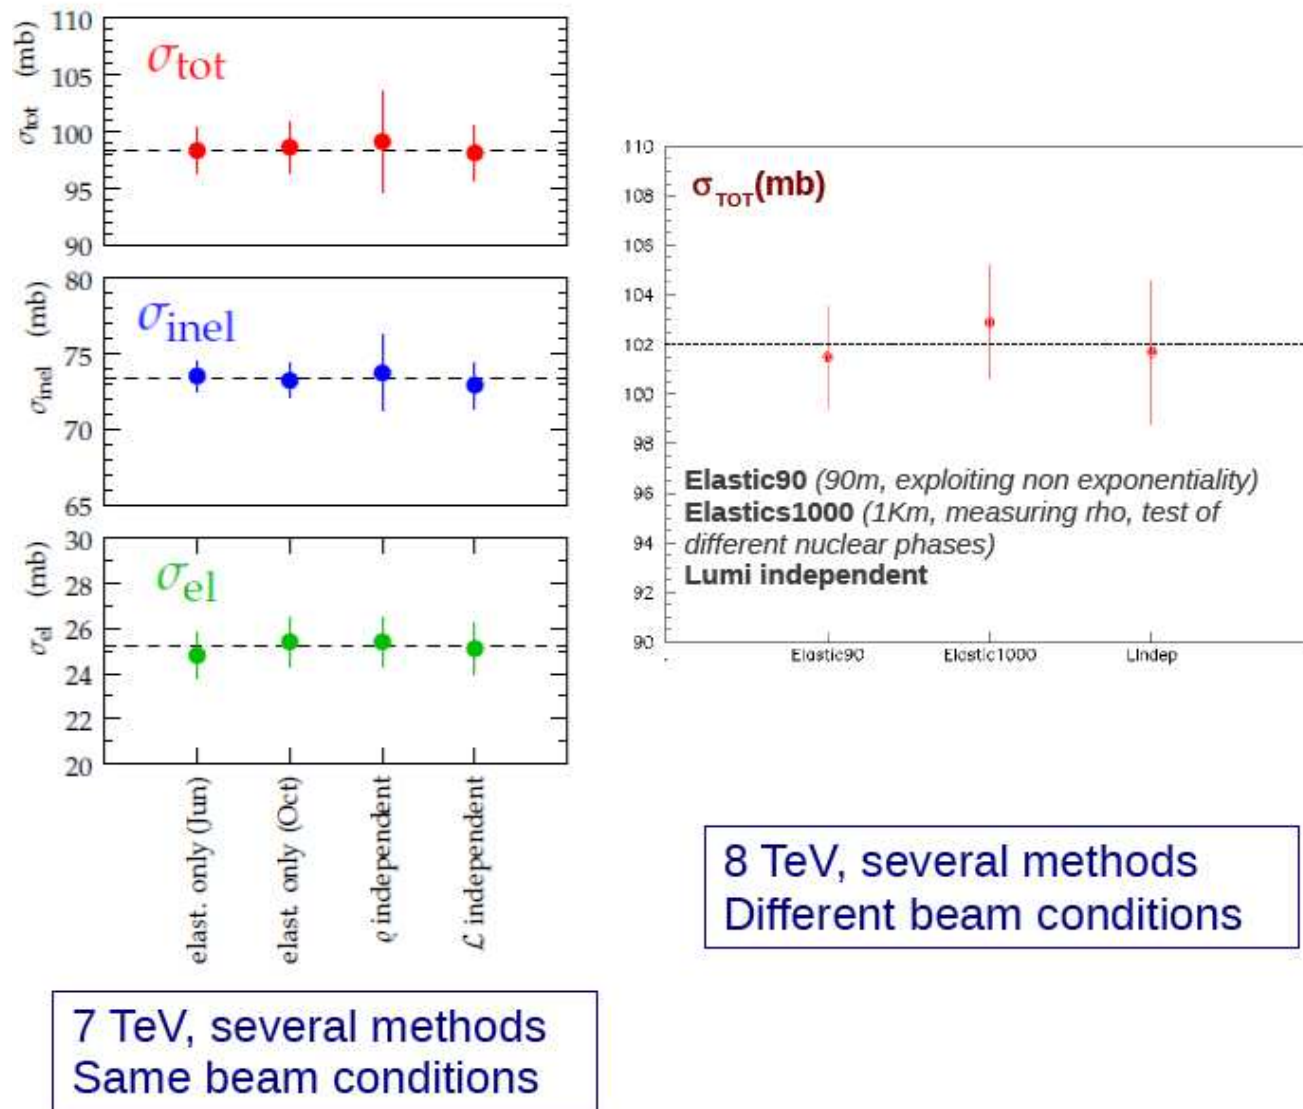 110
105
100
95
90
σtot (mb)
σtot
80
75
70
65
σinel (mb)
σinel
30
28
26
24
22
20
σel (mb)
σel
elast. only (Jun)
elast. only (Oct)
ϱ independent
ℒ independent
7 TeV, several methods
Same beam conditions
110
108
106
104
102
100
98
96
94
92
90
σTOT(mb)
Elastic90 (90m, exploiting non exponentiality)
Elastics1000 (1Km, measuring rho, test of
different nuclear phases)
Lumi independent
Elastic90
Elastic1000
LIndep
8 TeV, several methods
Different beam conditions